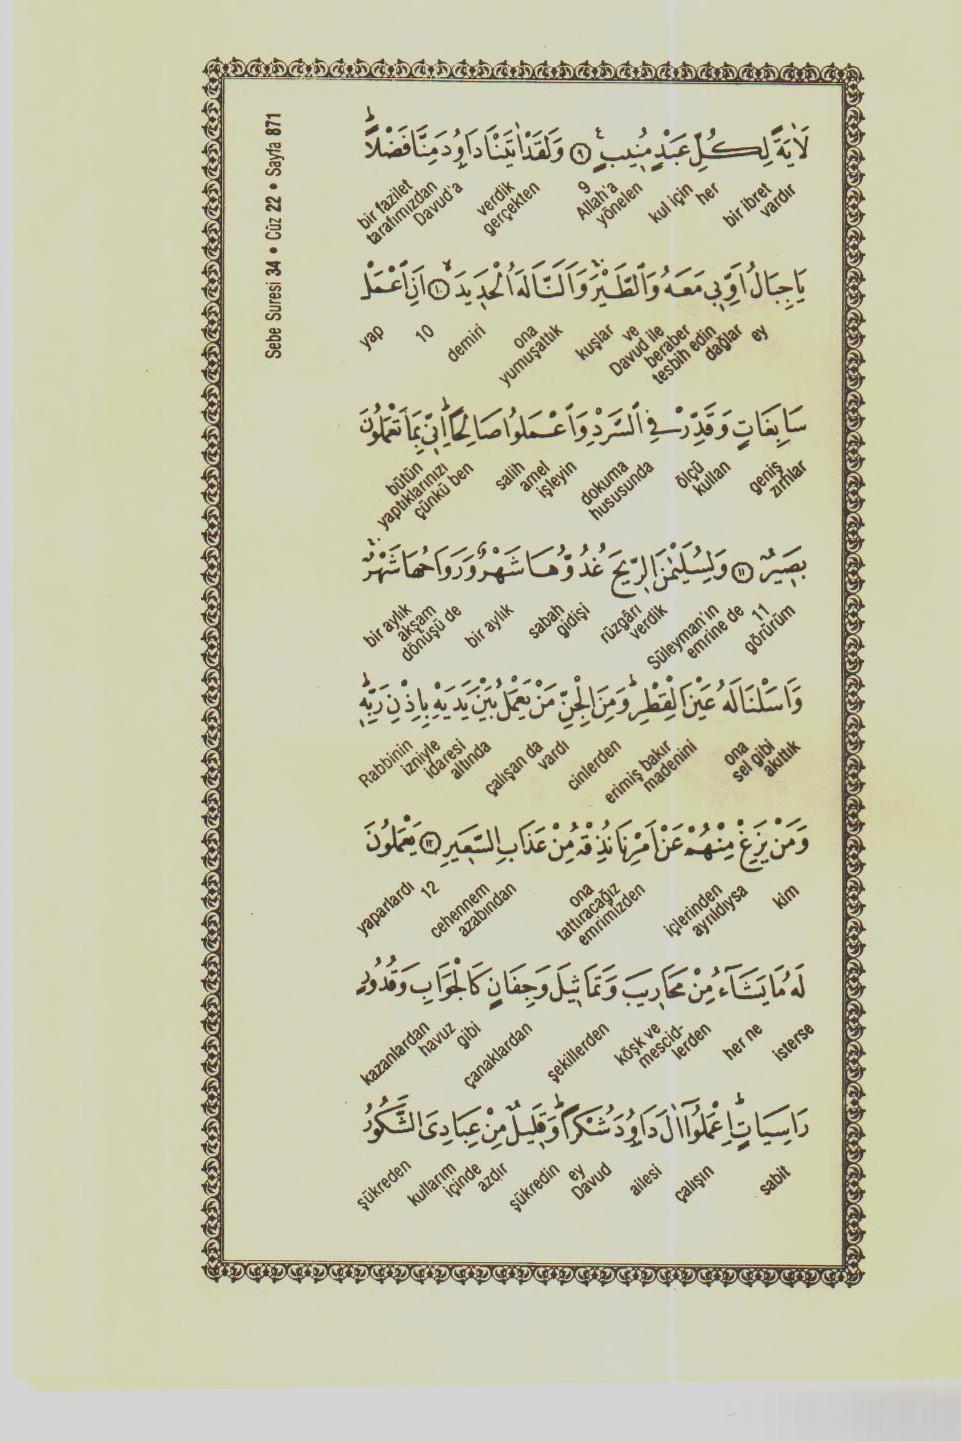 Sebe Suresi 34 • Cüz 22 • Sayfa 871
لَاٰيَةً لِكُلِّ عَبْدٍ مُنٖيبٍ ﴿٩﴾ وَلَقَدْ اٰتَيْنَا دَاوُدَ مِنَّا فَضْلًا
vardır
bir ibret
her
kul için
yönelen
Allah'a
9
gerçekten
verdik
Davud'a
tarafımızdan
bir fazilet
يَا جِبَالُ اَوِّبٖي مَعَهُ وَالطَّيْرَ وَاَلَنَّا لَهُ الْحَدٖيدَ ﴿١٠﴾ اَنِ اعْمَلْ
ey
dağlar
tesbih edin
beraber
Davud ile
ve
kuşlar
yumuşattık
ona
demiri
10
yap
سَابِغَاتٍ وَقَدِّرْ فِي السَّرْدِ وَاعْمَلُوا صَالِحًا اِنّٖي بِمَا تَعْمَلُونَ
zırhlar
geniş
kullan
ölçü
hususunda
dokuma
işleyin
amel
salih
çünkü ben
yaptıklarınızı
bütün
بَصٖيرٌ ﴿١١﴾ وَلِسُلَيْمٰنَ الرّٖيحَ غُدُوُّهَا شَهْرٌ وَرَوَاحُهَا شَهْرٌ
görürüm
11
emrine de
Süleyman'ın
verdik
rüzgârı
gidişi
sabah
bir aylık
dönüşü de
akşam
bir aylık
وَاَسَلْنَا لَهُ عَيْنَ الْقِطْرِ وَمِنَ الْجِنِّ مَنْ يَعْمَلُ بَيْنَ يَدَيْهِ بِاِذْنِ رَبِّهٖ
akıttık
sel gibi
ona
madenini
erimiş bakır
cinlerden
vardı
çalışan da
altında
idaresi
izniyle
Rabbinin
وَمَنْ يَزِغْ مِنْهُمْ عَنْ اَمْرِنَا نُذِقْهُ مِنْ عَذَابِ السَّعٖيرِ ﴿١٢﴾ يَعْمَلُونَ
kim
ayrıldıysa
içlerinden
emrimizden
tattıracağız
ona
azabından
cehennem
12
yaparlardı
لَهُ مَا يَشَاءُ مِنْ مَحَارٖيبَ وَتَمَاثٖيلَ وَجِفَانٍ كَالْجَوَابِ وَقُدُورٍ
isterse
her ne
köşk ve
mescid-
lerden
şekillerden
çanaklardan
gibi
havuz
kazanlardan
رَاسِيَاتٍ اِعْمَلُوا اٰلَ دَاوُدَ شُكْرًا وَقَلٖيلٌ مِنْ عِبَادِيَ الشَّكُورُ
sabit
çalışın
ailesi
ey
Davud
şükredin
azdır
içinde
kullarım
şükreden